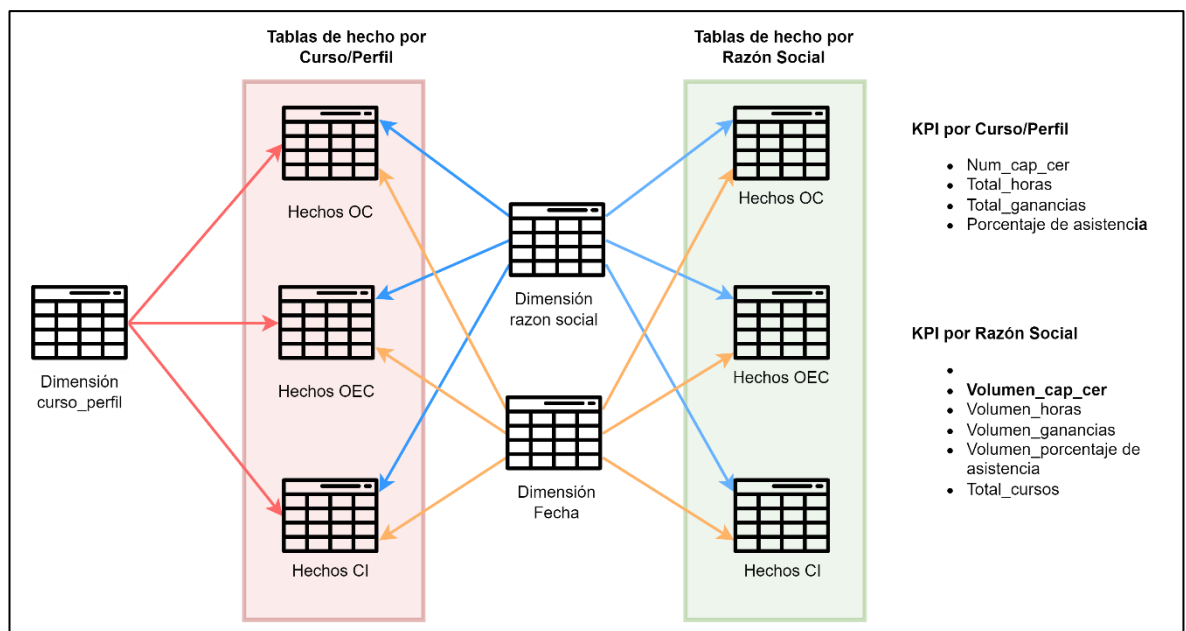 Tablas de hecho por
Curso/Perfil
Tablas de hecho por
Razón Social
Hechos OC
Hechos OEC
Hechos CI
Dimensión
curso_perfil
Dimensión
razon social
Dimensión
Fecha
Hechos OC
Hechos OEC
Hechos CI
KPI por Curso/Perfil
Num_cap_cer
Total_horas
Total_ganancias
Porcentaje de asistencia
KPI por Razón Social
Volumen_cap_cer
Volumen_horas
Volumen_ganancias
Volumen_porcentaje de
asistencia
Total_cursos